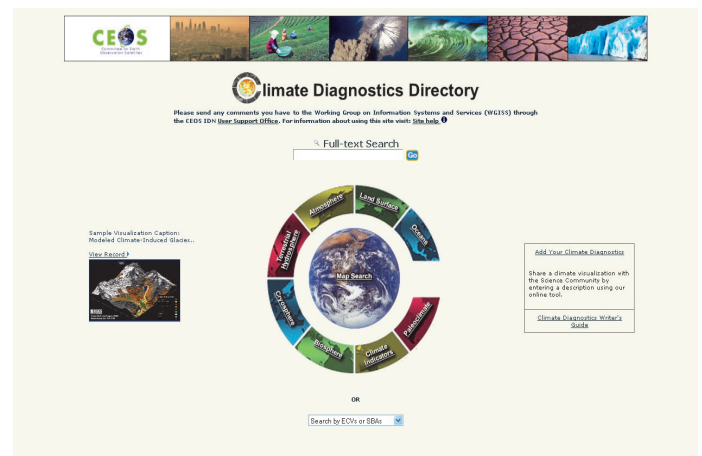 CEOS
Committee on Earth
Observation Satellites
Climate Diagnostics Directory
Please send any comments you have to the Working Group on Information Systems and Services (WGISS) through
the CEOS IDN User Support Office. For information about using this site visit: Site help
Full-text Search
Go
Atmosphere
Land Surface
Oceans
Terrestrial
Hydrosphere
Map Search
Cryosphere
Paleoclimate
Biosphere
Climate
Indicators
Sample Visualization Caption:
Modeled Climate-Induced Glacier...
View Record
USGS
Add Your Climate Diagnostics
Share a climate visualization with
the Science Community by
entering a description using our
online tool.
Climate Diagnostics Writer's
Guide
OR
Search by ECVs or SBAs